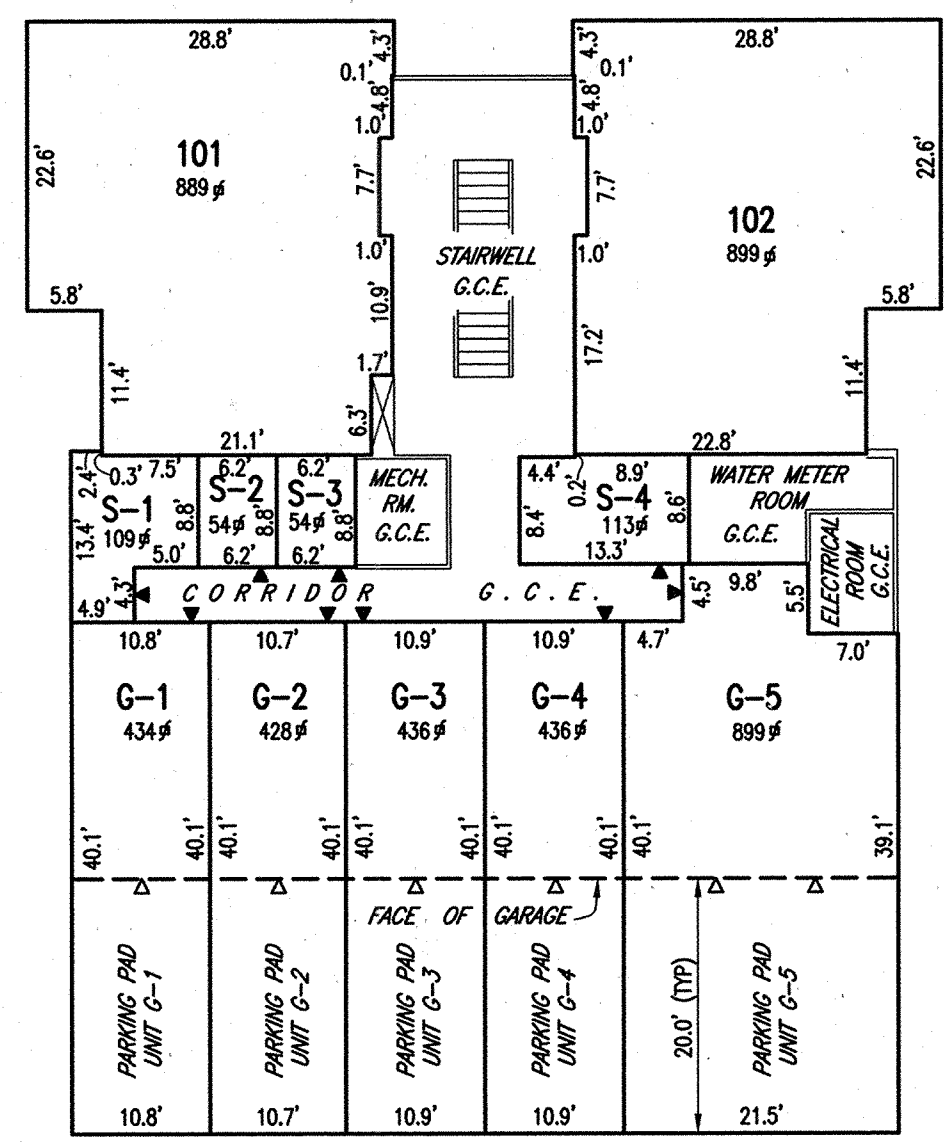 28.8'
4.3'
4.3'
28.8'
0.1'
0.1'
4.8'
4.8'
1.0'
1.0'
22.6'
101
889⌀
7.7'
7.7'
22.6'
102
899⌀
1.0'
1.0'
STAIRWELL
G.C.E.
5.8'
10.9'
5.8'
17.2'
11.4'
1.7'
11.4'
6.3'
21.1'
22.8'
2.4'
0.3'
7.5'
6.2'
6.2'
MECH.
RM.
G.C.E.
4.4'
0.2'
8.9'
WATER METER
ROOM
G.C.E.
S-1
109⌀
S-2
54⌀
S-3
54⌀
S-4
113⌀
13.4'
8.8'
8.8'
8.8'
8.4'
8.6'
5.0'
6.2'
6.2'
13.3'
ELECTRICAL
ROOM
G.C.E.
4.9'
4.3'
CORRIDOR G.C.E.
4.5'
9.8'
5.5'
10.8'
10.7'
10.9'
10.9'
4.7'
7.0'
G-1
434⌀
G-2
428⌀
G-3
436⌀
G-4
436⌀
G-5
899⌀
40.1'
40.1'
40.1'
40.1'
40.1'
40.1'
40.1'
39.1'
FACE OF GARAGE
PARKING PAD
UNIT G-1
PARKING PAD
UNIT G-2
PARKING PAD
UNIT G-3
PARKING PAD
UNIT G-4
20.0' (TYP)
PARKING PAD
UNIT G-5
10.8'
10.7'
10.9'
10.9'
21.5'